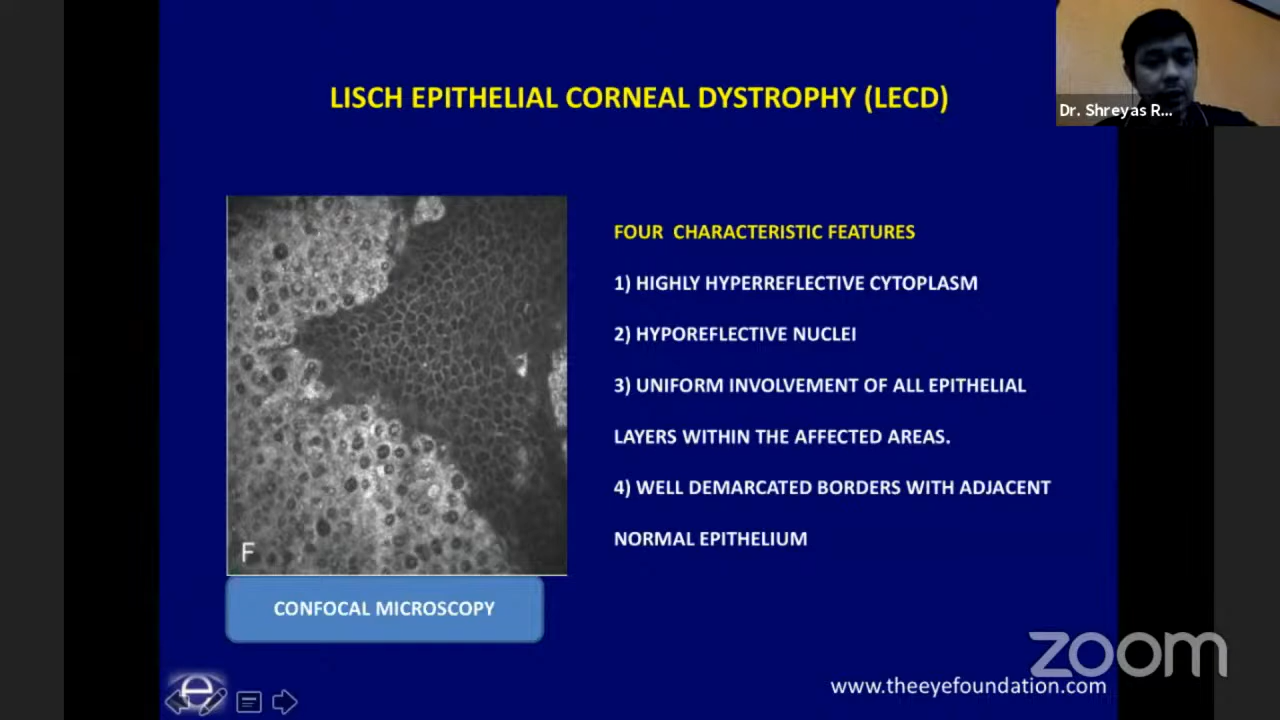 LISCH EPITHELIAL CORNEAL DYSTROPHY (LECD)
Dr. Shreyas R...
FOUR CHARACTERISTIC FEATURES
1) HIGHLY HYPERREFLECTIVE CYTOPLASM
2) HYPOREFLECTIVE NUCLEI
3) UNIFORM INVOLVEMENT OF ALL EPITHELIAL
LAYERS WITHIN THE AFFECTED AREAS.
4) WELL DEMARCATED BORDERS WITH ADJACENT
NORMAL EPITHELIUM
F
CONFOCAL MICROSCOPY
zoom
e
www.theeyefoundation.com